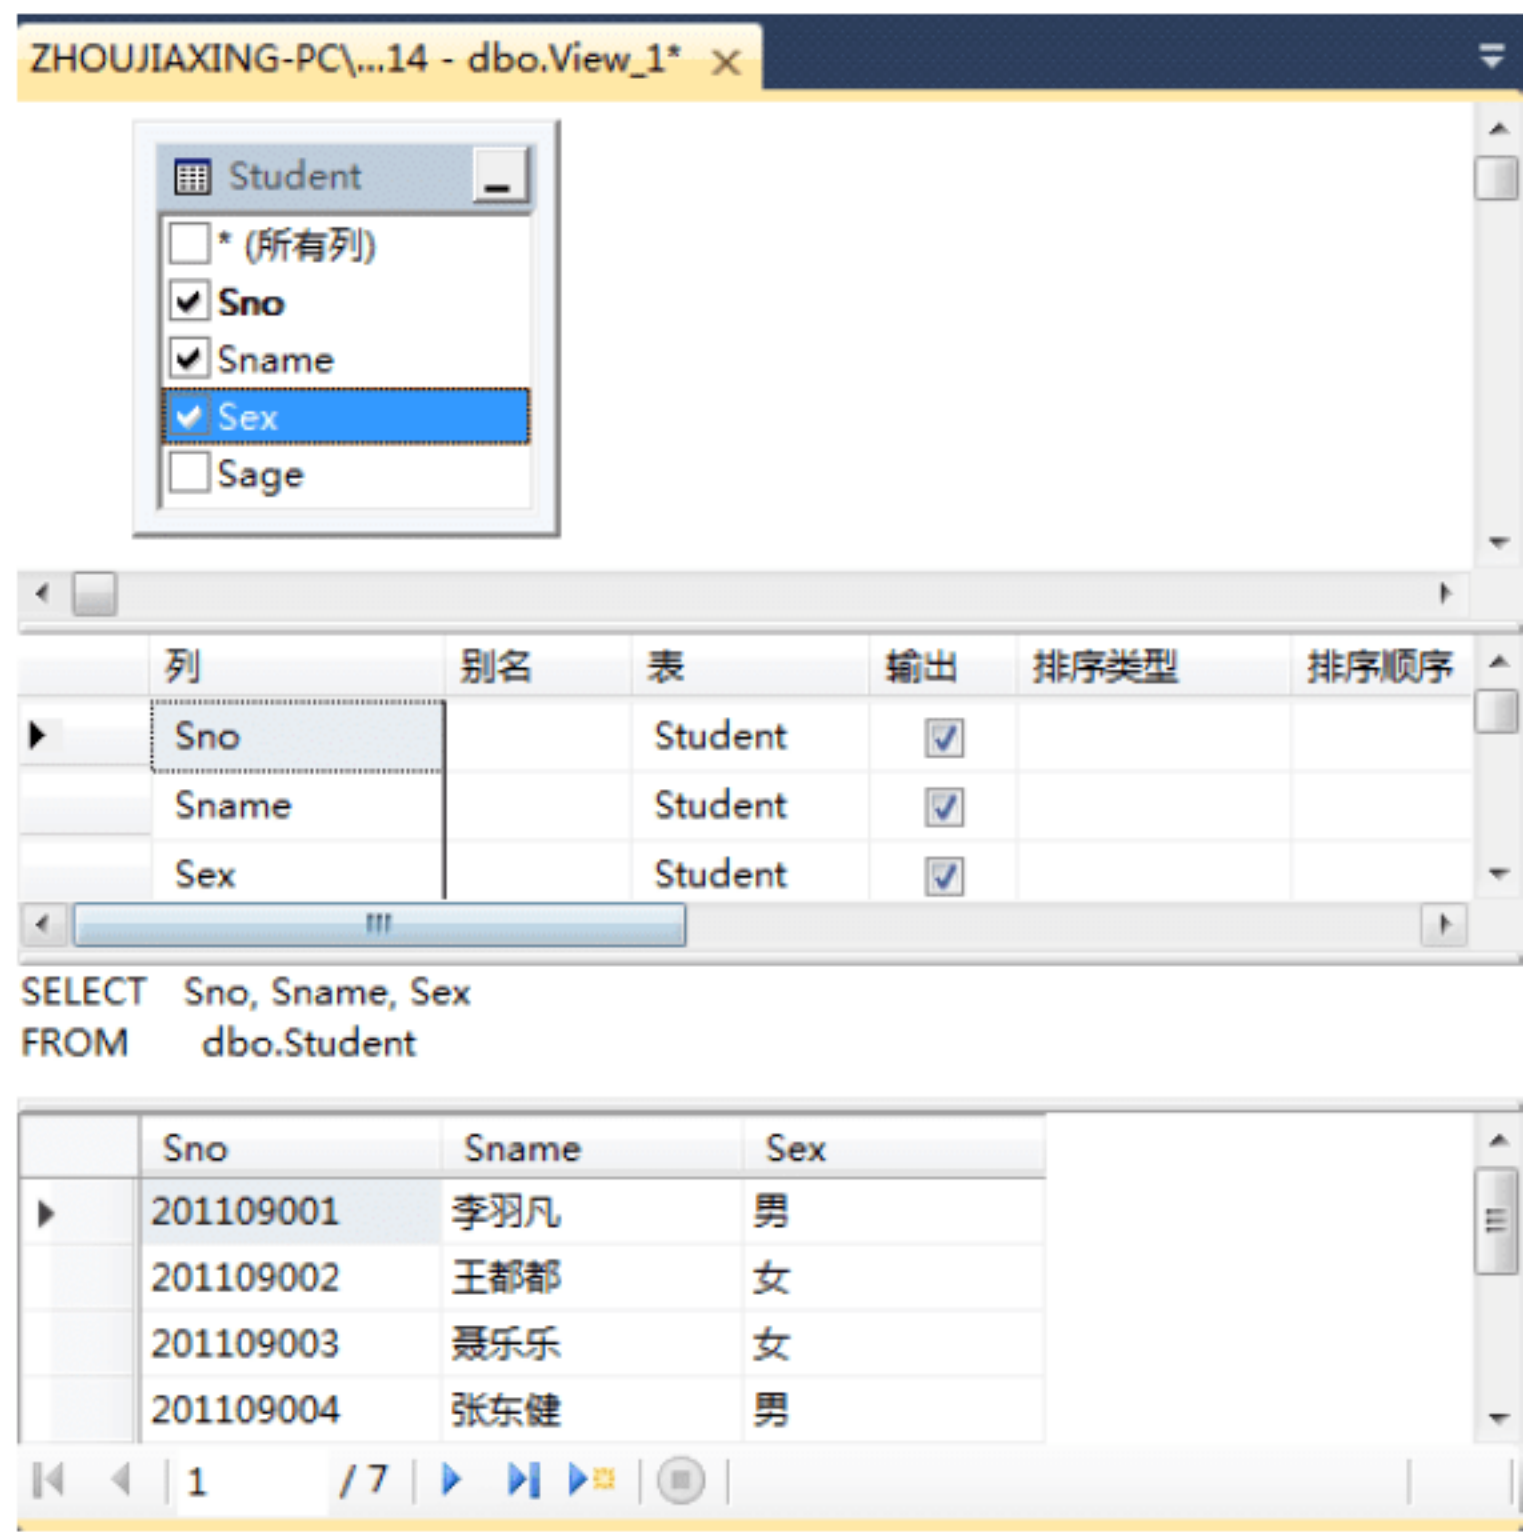 ZHOUJIAXING-PC\...14 - dbo.View_1*
Student
* (所有列)
Sno
Sname
Sex
Sage
列 别名 表 输出 排序类型 排序顺序
Sno Student
Sname Student
Sex Student
SELECT Sno, Sname, Sex
FROM dbo.Student
Sno Sname Sex
201109001 李羽凡 男
201109002 王都都 女
201109003 聂乐乐 女
201109004 张东健 男
1 / 7